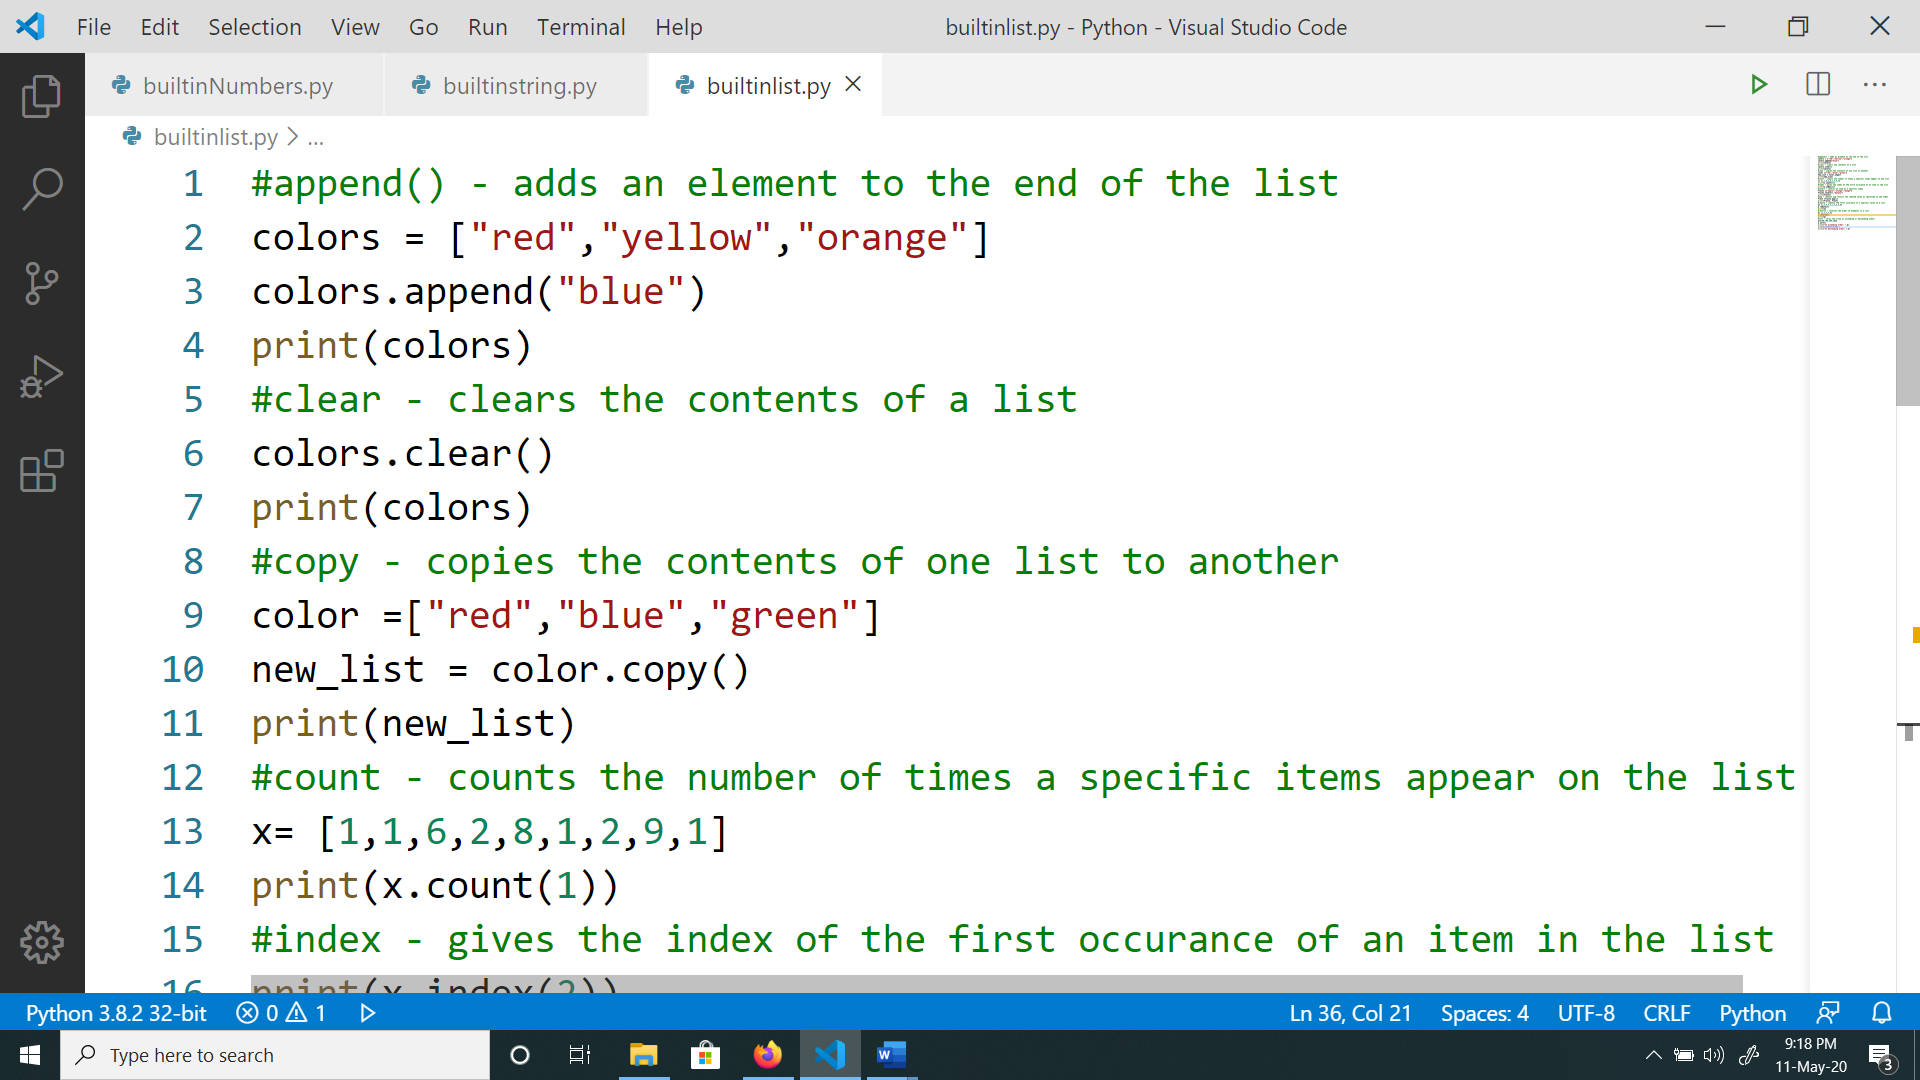 File Edit Selection View Go Run Terminal Help builtinlist.py - Python - Visual Studio Code
builtinNumbers.py builtinstring.py builtinlist.py
builtinlist.py > ...
1 #append() - adds an element to the end of the list
2 colors = ["red","yellow","orange"]
3 colors.append("blue")
4 print(colors)
5 #clear - clears the contents of a list
6 colors.clear()
7 print(colors)
8 #copy - copies the contents of one list to another
9 color =["red","blue","green"]
10 new_list = color.copy()
11 print(new_list)
12 #count - counts the number of times a specific items appear on the list
13 x= [1,1,6,2,8,1,2,9,1]
14 print(x.count(1))
15 #index - gives the index of the first occurance of an item in the list
16 print(x.index(2))
Python 3.8.2 32-bit 0 1 Ln 36, Col 21 Spaces: 4 UTF-8 CRLF Python
Type here to search
9:18 PM
11-May-20
3